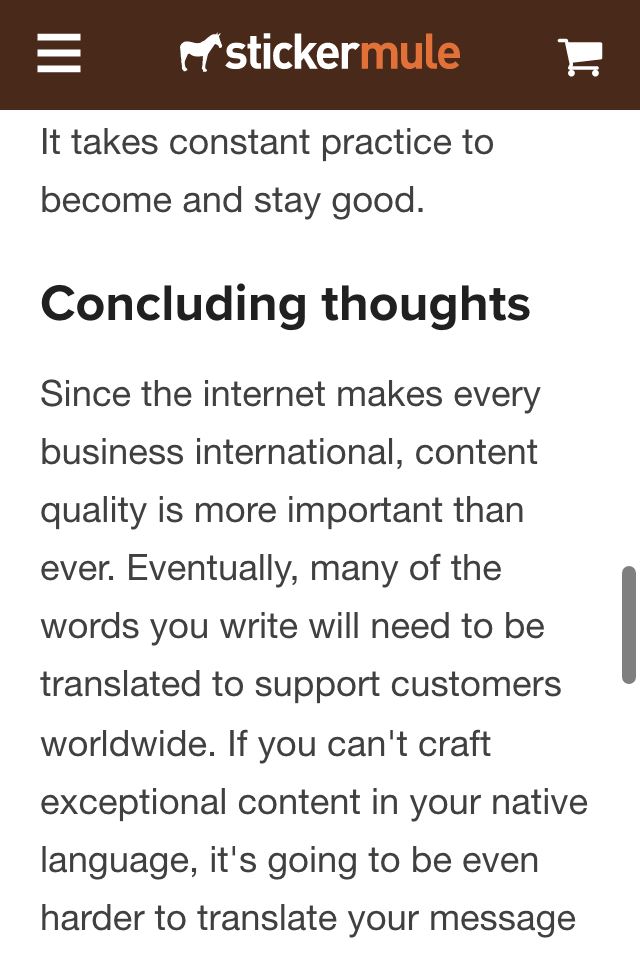 stickermule
It takes constant practice to
become and stay good.
Concluding thoughts
Since the internet makes every
business international, content
quality is more important than
ever. Eventually, many of the
words you write will need to be
translated to support customers
worldwide. If you can't craft
exceptional content in your native
language, it's going to be even
harder to translate your message